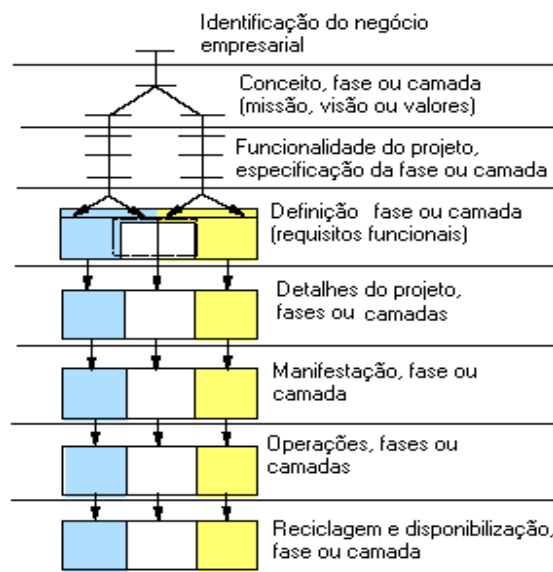 Identificação do negócio
empresarial
Conceito, fase ou camada
(missão, visão ou valores)
Funcionalidade do projeto,
especificação da fase ou camada
Definição fase ou camada
(requisitos funcionais)
Detalhes do projeto,
fases ou camadas
Manifestação, fase ou
camada
Operações, fases ou
camadas
Reciclagem e disponibilização,
fase ou camada